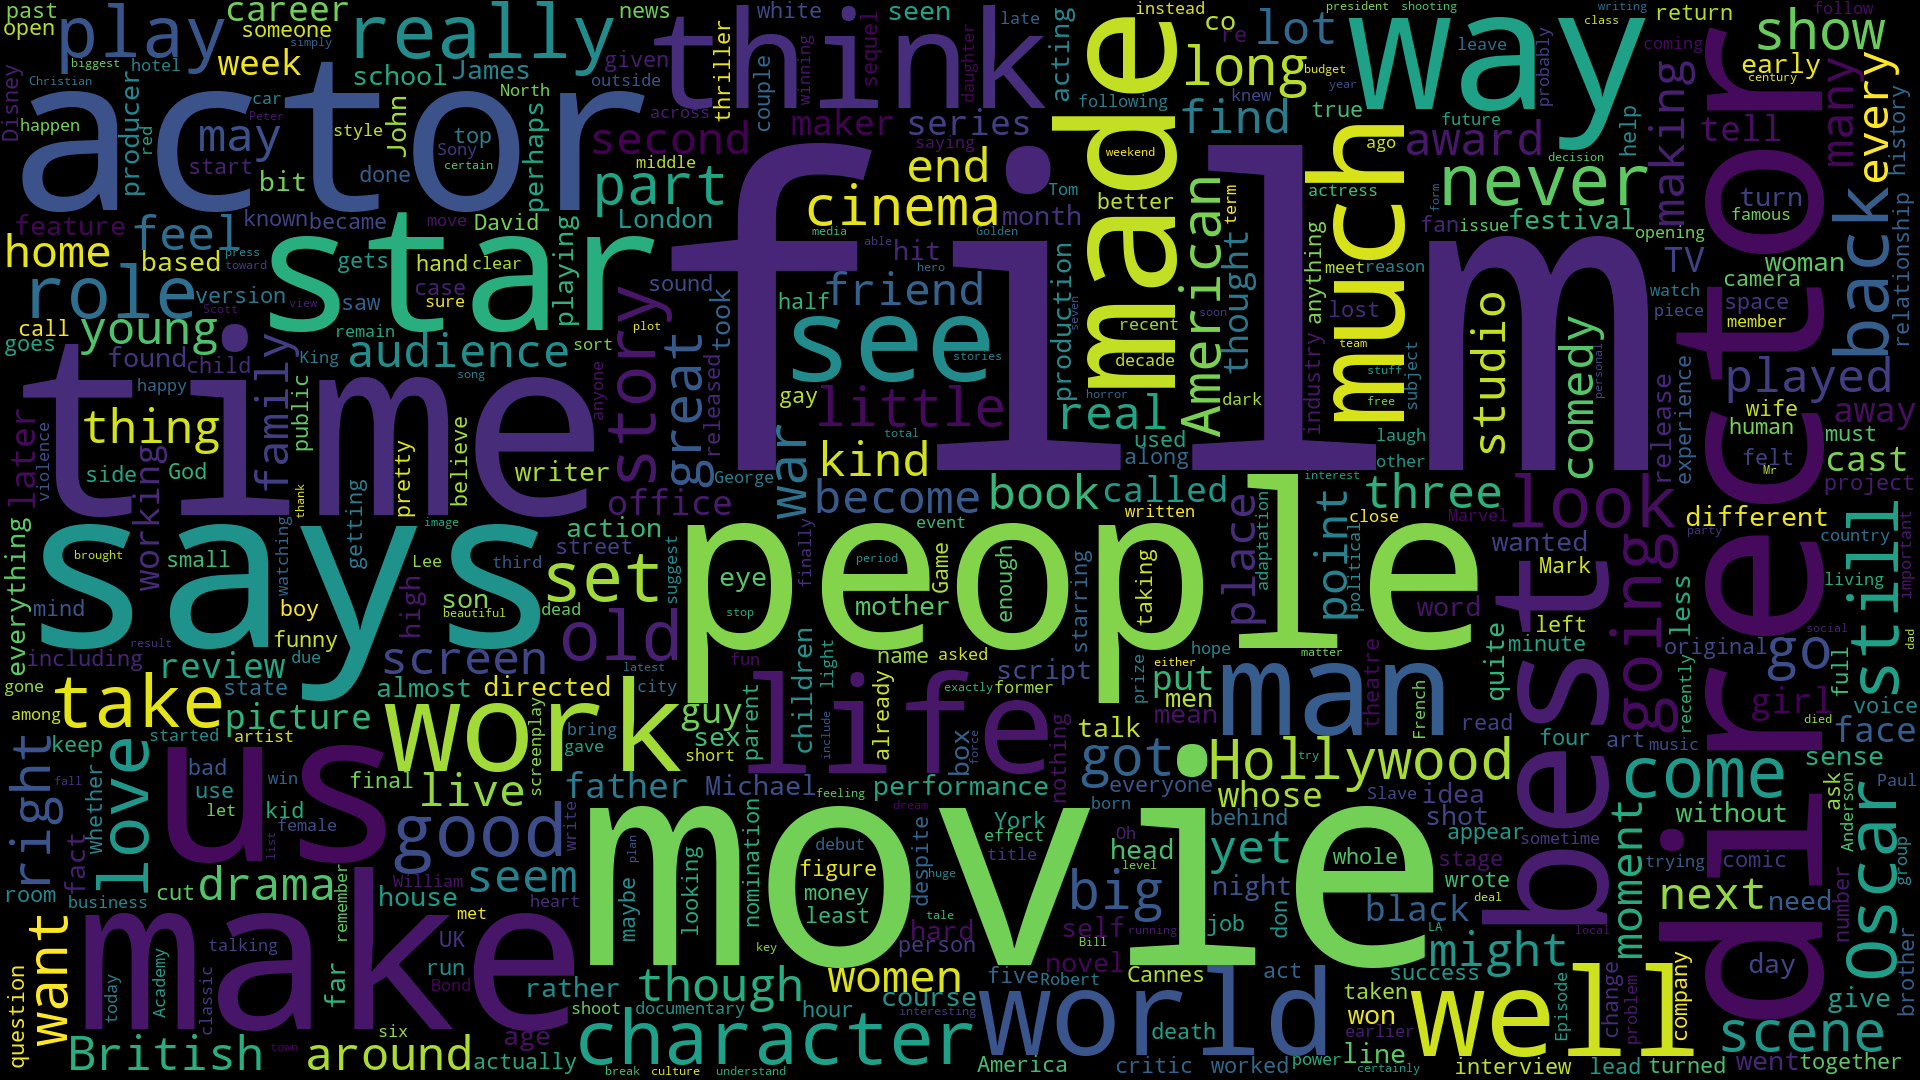 film
movie
people
time
says
actor
star
director
make
us
think
way
made
much
best
life
work
man
world
well
character
see
take
good
love
really
play
never
show
long
find
lot
back
every
many
making
tell
award
series
maker
second
part
cinema
end
friend
American
thought
month
hit
little
real
kind
become
book
called
three
look
going
still
go
come
oscar
scene
next
moment
might
yet
big
got
Hollywood
whose
put
point
place
war
great
story
office
set
old
screen
audience
role
feel
home
young
thing
family
later
working
review
picture
want
right
drama
seem
live
British
around
though
women
father
guy
sex
Michael
performance
black
studio
comedy
played
away
cast
different
girl
face
career
someone
news
white
seen
acting
instead
co
re
past
open
week
school
James
given
outside
thriller
winning
sequel
daughter
couple
following
budget
year
president
shooting
writing
class
leave
probably
coming
return
follow
early
century
biggest
hotel
simply
Christian
Disney
happen
producer
red
car
Peter
may
start
bit
style
John
done
top
Sony
certain
North
perhaps
across
middle
saying
weekend
knew
true
future
ago
actress
decision
help
festival
issue
fan
form
opening
turn
famous
history
relationship
feature
known
became
move
David
London
playing
based
press
toward
gets
hand
case
clear
sure
version
saw
Scott
view
remain
plot
sort
King
song
call
goes
found
child
happy
public
anyone
released
took
sound
half
media
able
Golden
hero
seven
stories
Tom
better
term
production
recent
decade
soon
horror
dark
industry
anything
lost
meet
reason
team
stuff
free
subject
personal
TV
woman
camera
space
member
watch
piece
release
experience
wife
human
felt
Mr
must
project
laugh
other
interest
used
along
gay
total
George
writer
believe
pretty
side
God
violence
thank
everything
small
watching
getting
image
action
street
Lee
third
high
son
beautiful
dead
boy
funny
brought
mind
including
result
due
gone
among
started
artist
state
almost
directed
latest
city
suggest
finally
event
written
period
eye
stop
mother
Game
enough
starring
taking
adaptation
political
close
Marvel
wanted
Mark
word
left
minute
quite
less
party
country
living
important
original
social
dad
recently
full
voice
died
fun
name
asked
light
children
parent
already
include
exactly
former
script
hope
prize
either
men
mean
talk
matter
theatre
French
read
four
art
music
sense
keep
bad
use
let
win
fall
whether
fact
room
business
cut
kid
female
list
final
screenplay
bring
gave
short
box
force
nothing
everyone
feeling
born
Slave
try
idea
shot
appear
behind
sometime
without
ask
Anderson
Paul
trying
comic
number
group
need
brother
give
day
local
deal
wrote
stage
night
job
don
York
effect
title
Oh
head
level
debut
figure
money
least
whole
dream
despite
huge
tale
nomination
looking
maybe
plan
write
heart
house
William
remember
met
talking
UK
run
Bond
far
classic
Academy
today
question
six
town
age
actually
rather
shoot
documentary
hour
course
interesting
break
culture
understand
key
hard
person
running
self
Bill
novel
five
Robert
Cannes
LA
act
success
death
America
critic
worked
power
certainly
line
earlier
won
taken
interview
Episode
lead
change
problem
turned
company
went
together